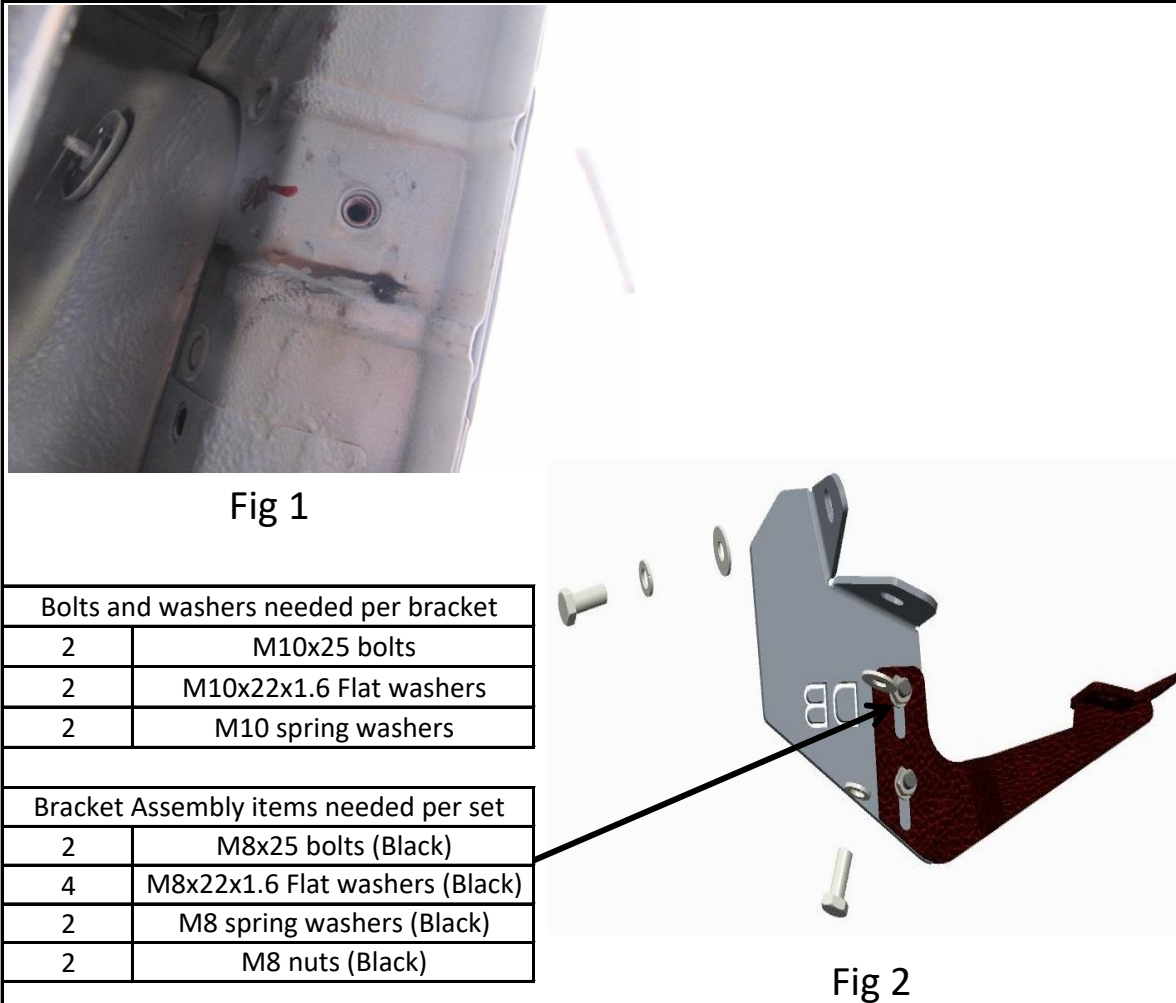 Fig 1
Bolts and washers needed per bracket
2 M10x25 bolts
2 M10x22x1.6 Flat washers
2 M10 spring washers
Bracket Assembly items needed per set
2 M8x25 bolts (Black)
4 M8x22x1.6 Flat washers (Black)
2 M8 spring washers (Black)
2 M8 nuts (Black)
DB
Fig 2